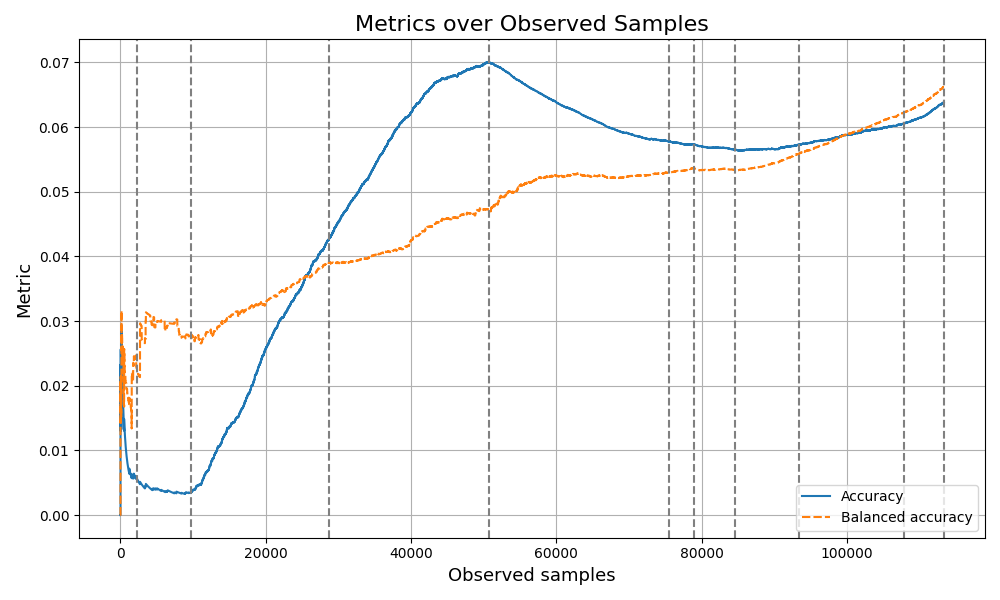 Metrics over Observed Samples
Metric
0.07
0.06
0.05
0.04
0.03
0.02
0.01
0.00
0 20000 40000 60000 80000 100000
Observed samples
Accuracy
Balanced accuracy